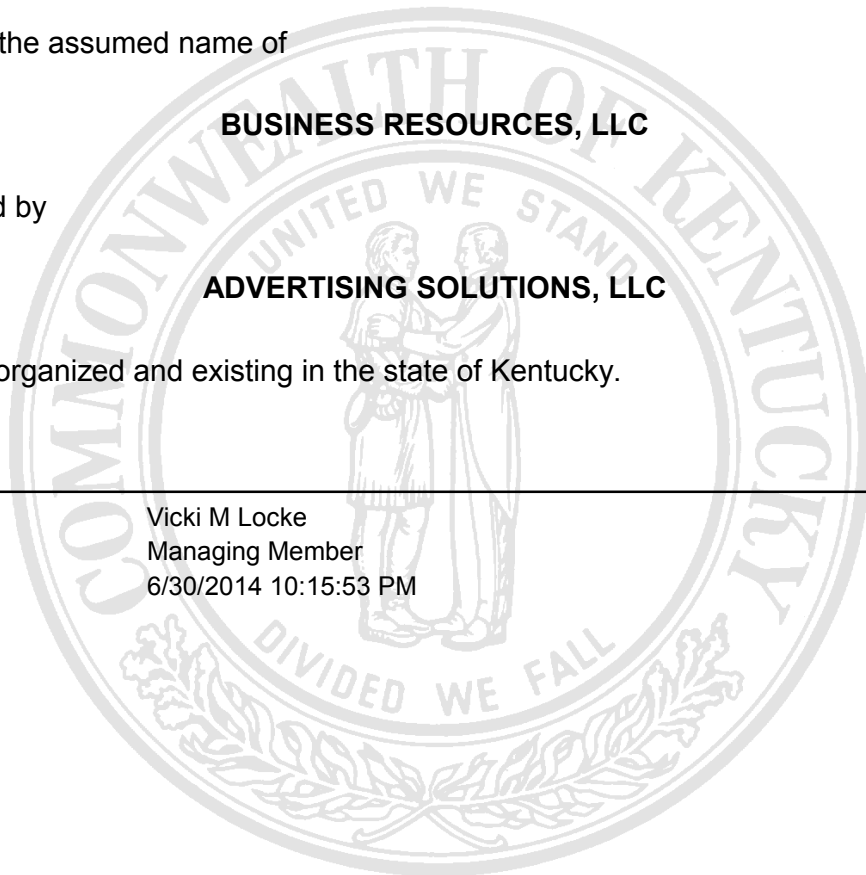 the assumed name of
BUSINESS RESOURCES, LLC
d by
ADVERTISING SOLUTIONS, LLC
organized and existing in the state of Kentucky.
Vicki M Locke
Managing Member
6/30/2014 10:15:53 PM
COMMONWEALTH OF KENTUCKY
UNITED WE STAND
DIVIDED WE FALL